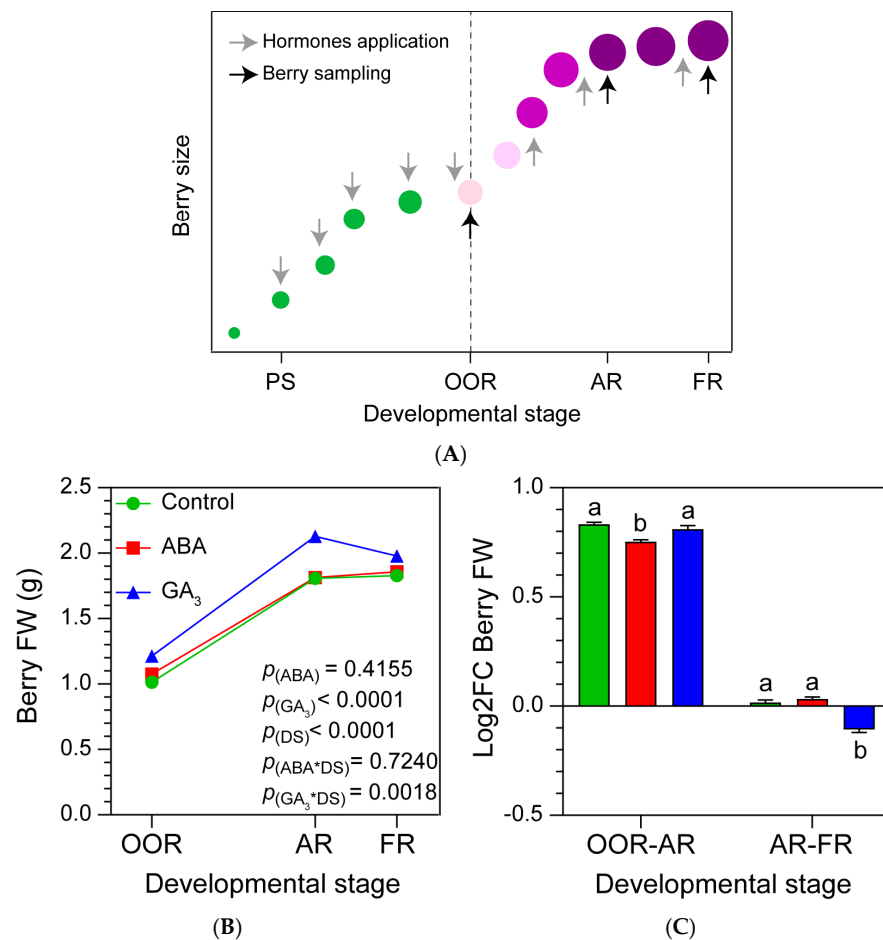 Hormones application
Berry sampling
Berry size
PS OOR AR FR
Developmental stage
(A)
2.5
2.0
1.5
1.0
0.5
0.0
Berry FW (g)
Control
ABA
GA3
p(ABA) = 0.4155
p(GA3)< 0.0001
p(DS)< 0.0001
p(ABA*DS)= 0.7240
p(GA3*DS)= 0.0018
OOR AR FR
Developmental stage
(B)
1.0
0.5
0.0
-0.5
Log2FC Berry FW
a b a
a a b
OOR-AR AR-FR
Developmental stage
(C)